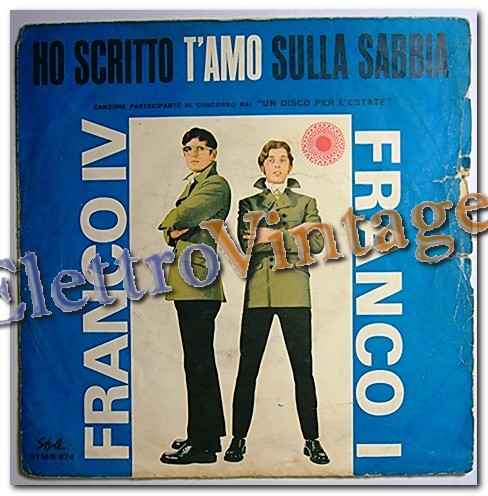 HO SCRITTO T'AMO SULLA SABBIA
CANZONE PARTECIPANTE AL CONCORSO RAI "UN DISCO PER L'ESTATE"
FRANCO IV
FRANCO I
ElettroVintage
Style
STMS 674